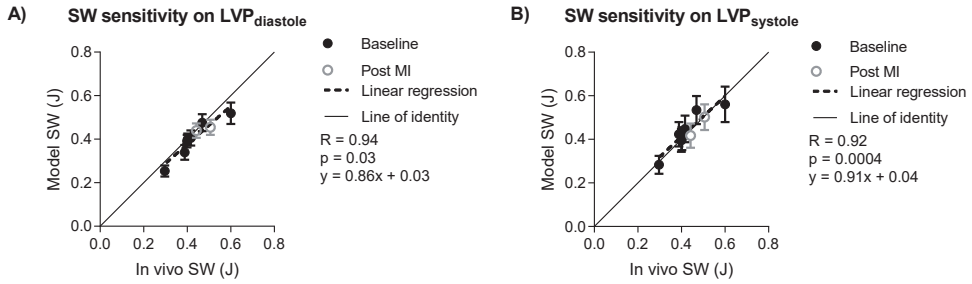 A) SW sensitivity on LVPdiastole
0.8
0.6
0.4
0.2
0.0
0.0 0.2 0.4 0.6 0.8
Model SW (J)
In vivo SW (J)
Baseline
Post MI
Linear regression
Line of identity
R = 0.94
p = 0.03
y = 0.86x + 0.03
B) SW sensitivity on LVPsystole
0.8
0.6
0.4
0.2
0.0
0.0 0.2 0.4 0.6 0.8
Model SW (J)
In vivo SW (J)
Baseline
Post MI
Linear regression
Line of identity
R = 0.92
p = 0.0004
y = 0.91x + 0.04